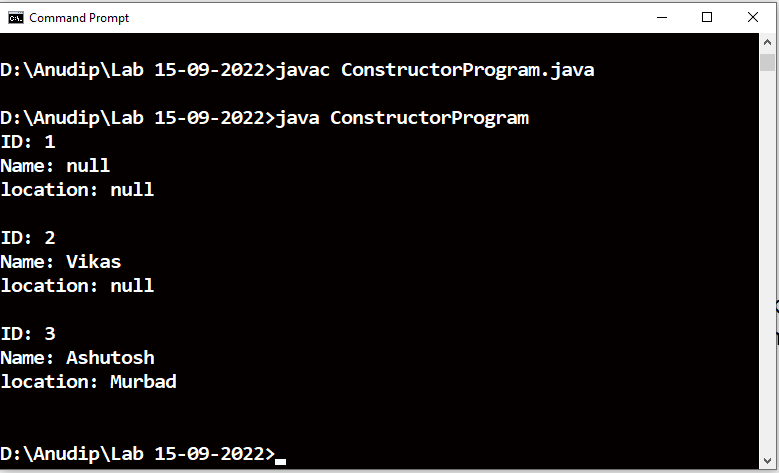 Command Prompt
D:\Anudip\Lab 15-09-2022>javac ConstructorProgram.java
D:\Anudip\Lab 15-09-2022>java ConstructorProgram
ID: 1
Name: null
location: null
ID: 2
Name: Vikas
location: null
ID: 3
Name: Ashutosh
location: Murbad
D:\Anudip\Lab 15-09-2022>